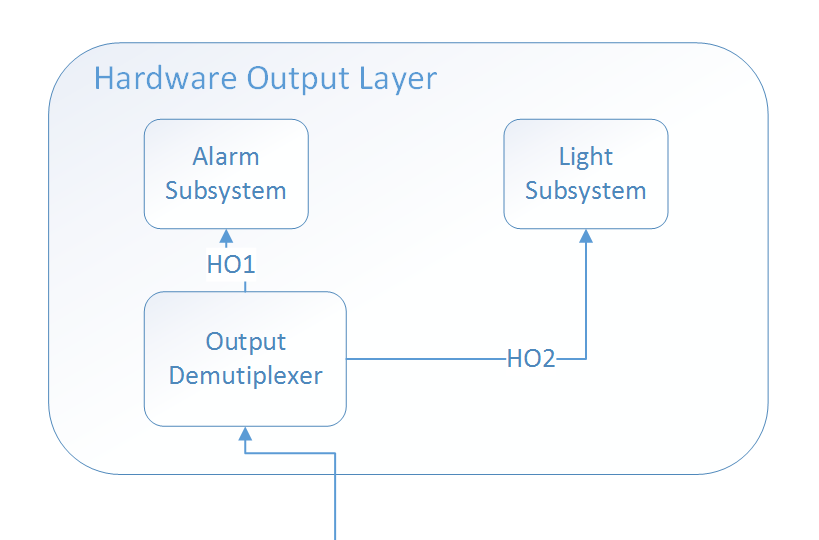 Hardware Output Layer
Alarm
Subsystem
Light
Subsystem
HO1
Output
Demutiplexer
HO2